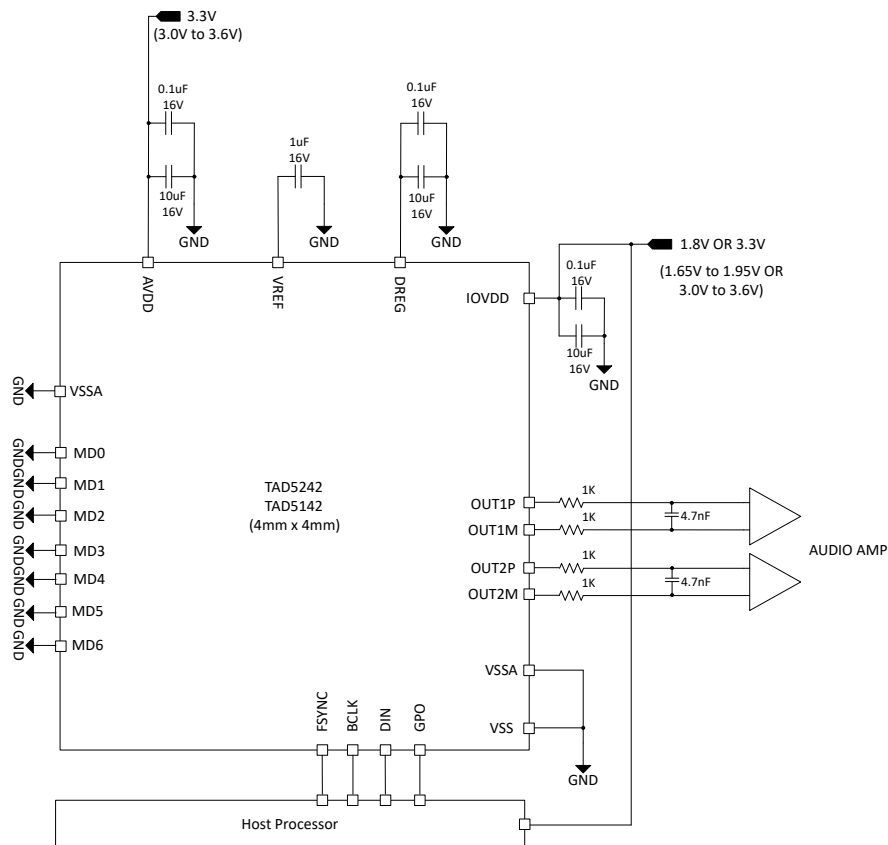 3.3V
(3.0V to 3.6V)
0.1uF
16V
10uF
16V
GND
1uF
16V
GND
0.1uF
16V
10uF
16V
GND
1.8V OR 3.3V
(1.65V to 1.95V OR
3.0V to 3.6V)
0.1uF
16V
10uF
16V
GND
AVDD
VREF
DREG
IOVDD
GND
VSSA
GND
MD0
GND
MD1
GND
MD2
GND
MD3
GND
MD4
GND
MD5
GND
MD6
TAD5242
TAD5142
(4mm x 4mm)
OUT1P
1K
OUT1M
1K
4.7nF
OUT2P
1K
OUT2M
1K
4.7nF
AUDIO AMP
VSSA
VSS
GND
FSYNC
BCLK
DIN
GPO
Host Processor